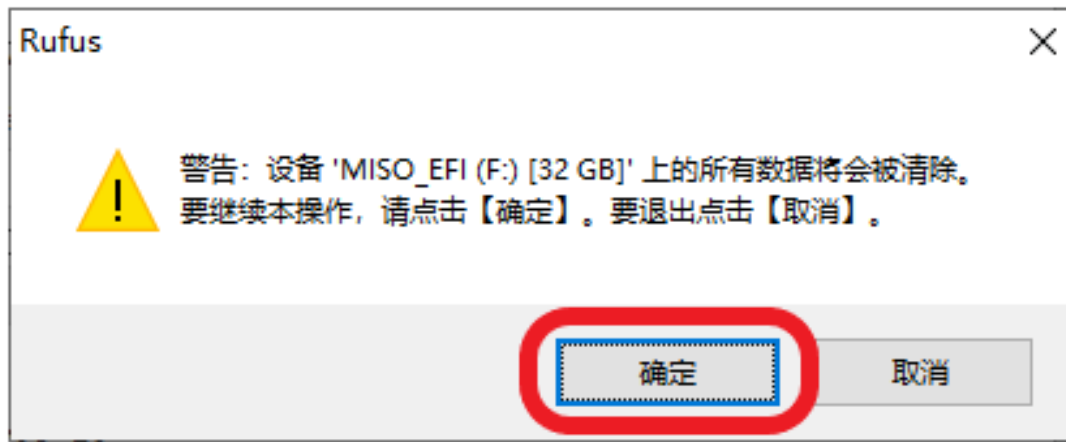 Rufus
警告：设备 'MISO_EFI (F:) [32 GB]' 上的所有数据将会被清除。
要继续本操作，请点击【确定】。要退出点击【取消】。
确定
取消